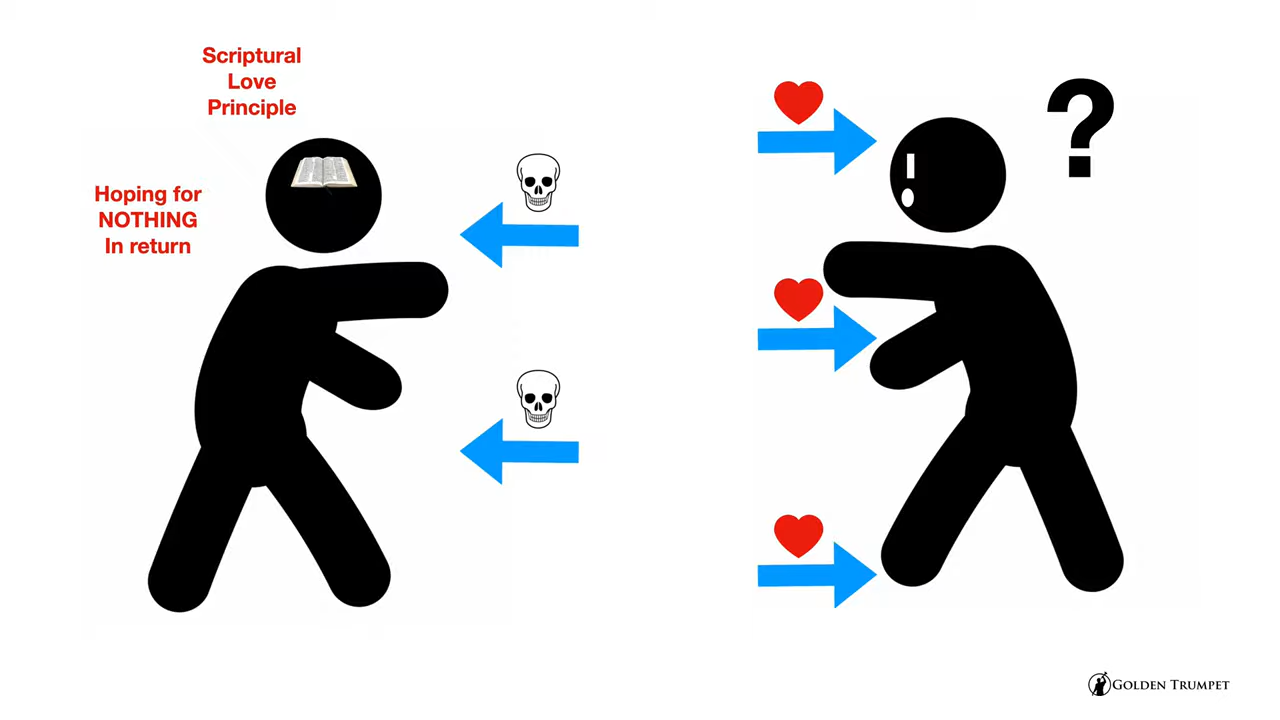 Scriptural
Love
Principle
Hoping for
NOTHING
In return
?
!
GOLDEN TRUMPET